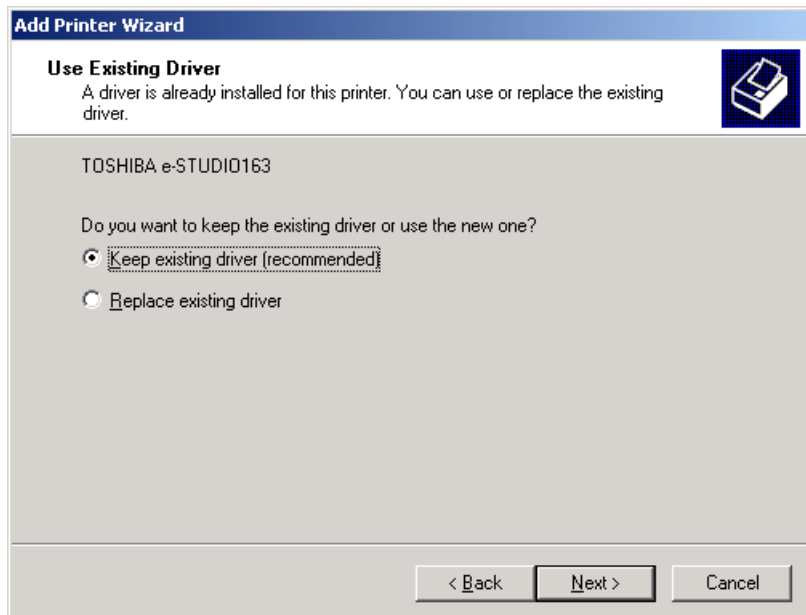 Add Printer Wizard
Use Existing Driver
A driver is already installed for this printer. You can use or replace the existing
driver.
TOSHIBA e-STUDIO163
Do you want to keep the existing driver or use the new one?
Keep existing driver (recommended)
Replace existing driver
< Back Next > Cancel